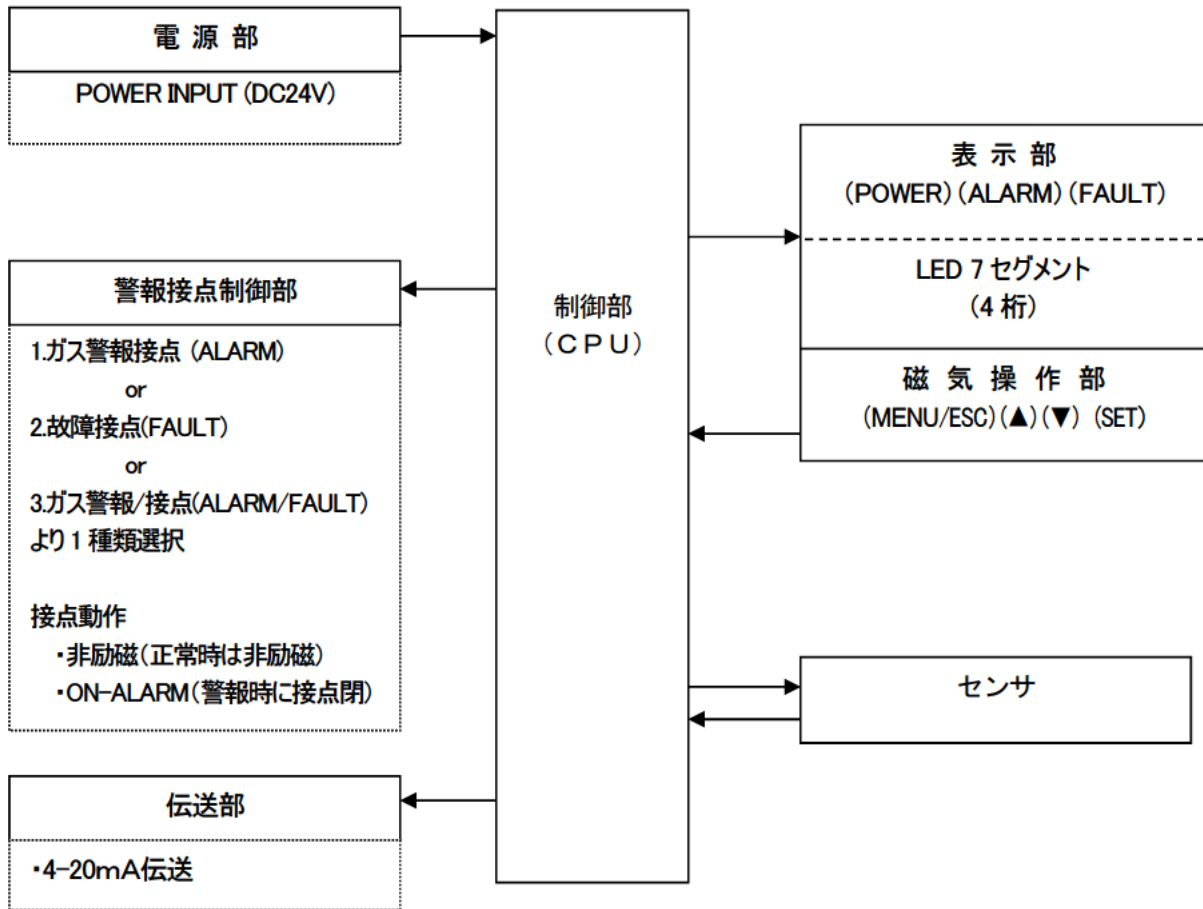 電 源 部
POWER INPUT (DC24V)
警報接点制御部
1.ガス警報接点 (ALARM)
or
2.故障接点(FAULT)
or
3.ガス警報/接点(ALARM/FAULT)
より 1 種類選択
接点動作
・非励磁(正常時は非励磁)
・ON-ALARM(警報時に接点閉)
伝送部
・4-20mA伝送
制御部
(CPU)
表 示 部
(POWER)(ALARM)(FAULT)
LED 7 セグメント
(4 桁)
磁 気 操 作 部
(MENU/ESC)(▲)(▼) (SET)
センサ